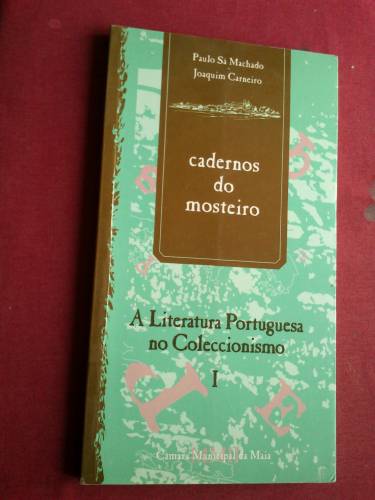 Paulo Sá Machado
Joaquim Carneiro
cadernos
do
mosteiro
A Literatura Portuguesa
no Coleccionismo
I
Câmara Municipal da Maia